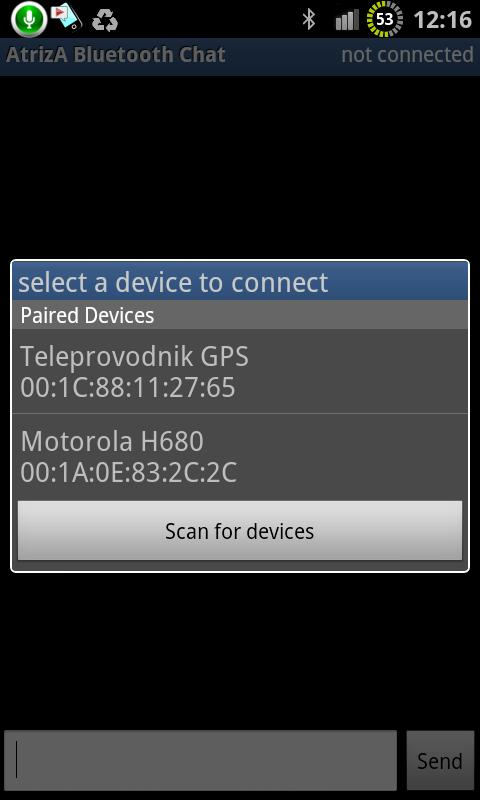 53 12:16
AtrizA Bluetooth Chat not connected
select a device to connect
Paired Devices
Teleprovodnik GPS
00:1C:88:11:27:65
Motorola H680
00:1A:0E:83:2C:2C
Scan for devices
Send